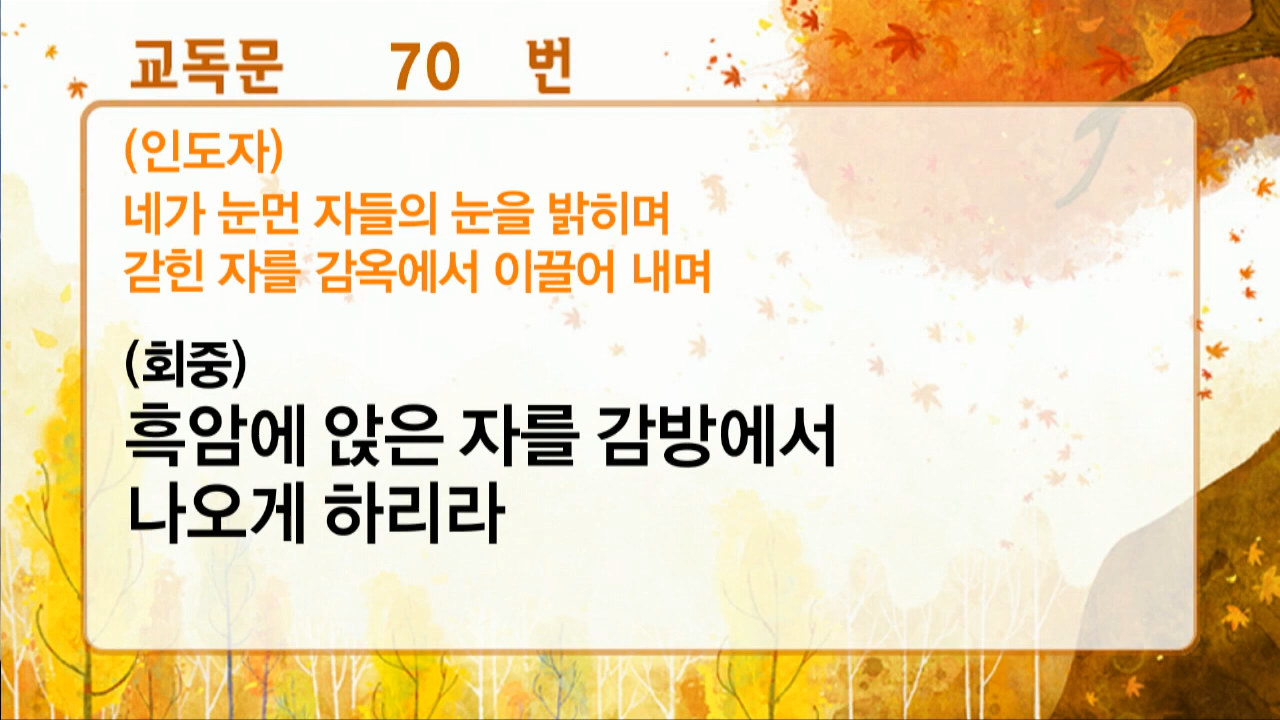 교독문 70 번
(인도자)
네가 눈먼 자들의 눈을 밝히며
갇힌 자를 감옥에서 이끌어 내며
(회중)
흑암에 앉은 자를 감방에서
나오게 하리라